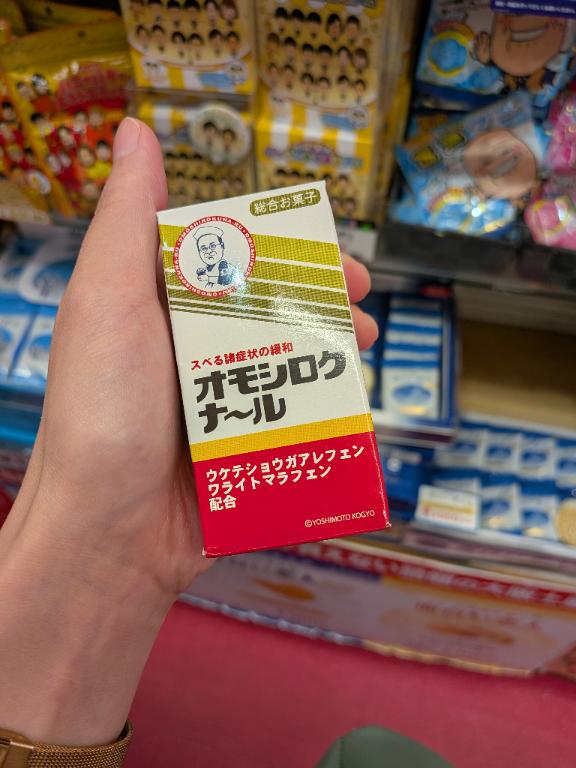 総合お菓子
スベる諸症状の緩和
オモシロク
ナ〜ル
ウケテショウガアレフェン
ワライトマラフェン
配合
©YOSHIMOTO KOGYO